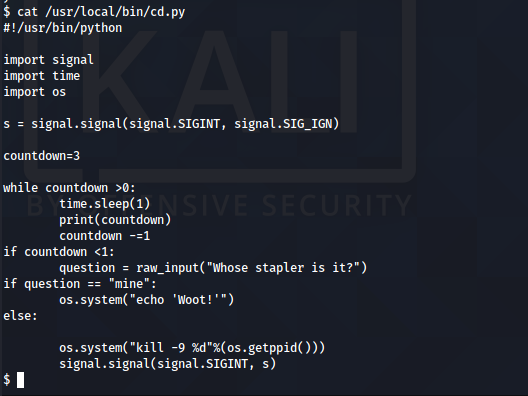 $ cat /usr/local/bin/cd.py
#!/usr/bin/python

import signal
import time
import os

s = signal.signal(signal.SIGINT, signal.SIG_IGN)

countdown=3

while countdown >0:
        time.sleep(1)
        print(countdown)
        countdown -=1
if countdown <1:
        question = raw_input("Whose stapler is it?")
if question == "mine":
        os.system("echo 'Woot!'")
else:

        os.system("kill -9 %d"%(os.getppid()))
        signal.signal(signal.SIGINT, s)
$
KALI
BY OFFENSIVE SECURITY